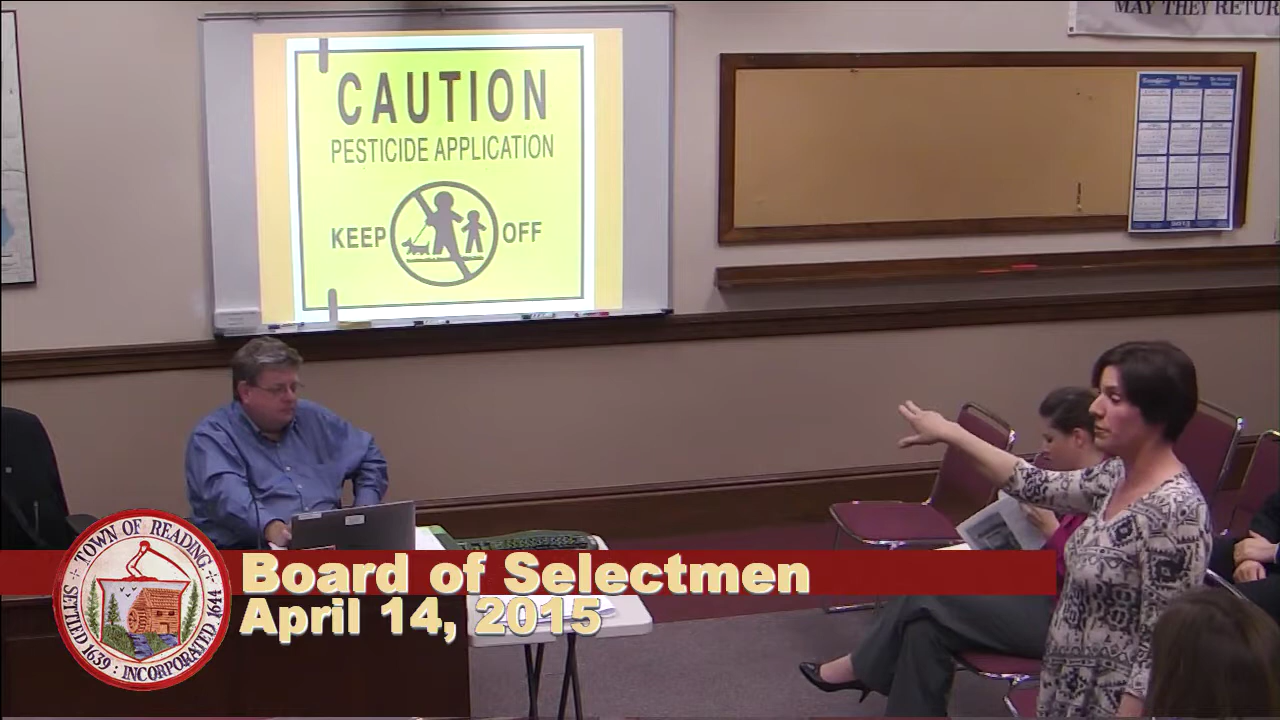 MAY THEY RETUR
CAUTION
PESTICIDE APPLICATION
KEEP OFF
TOWN OF READING
SETTLED 1639 : INCORPORATED 1644
Board of Selectmen
April 14, 2015